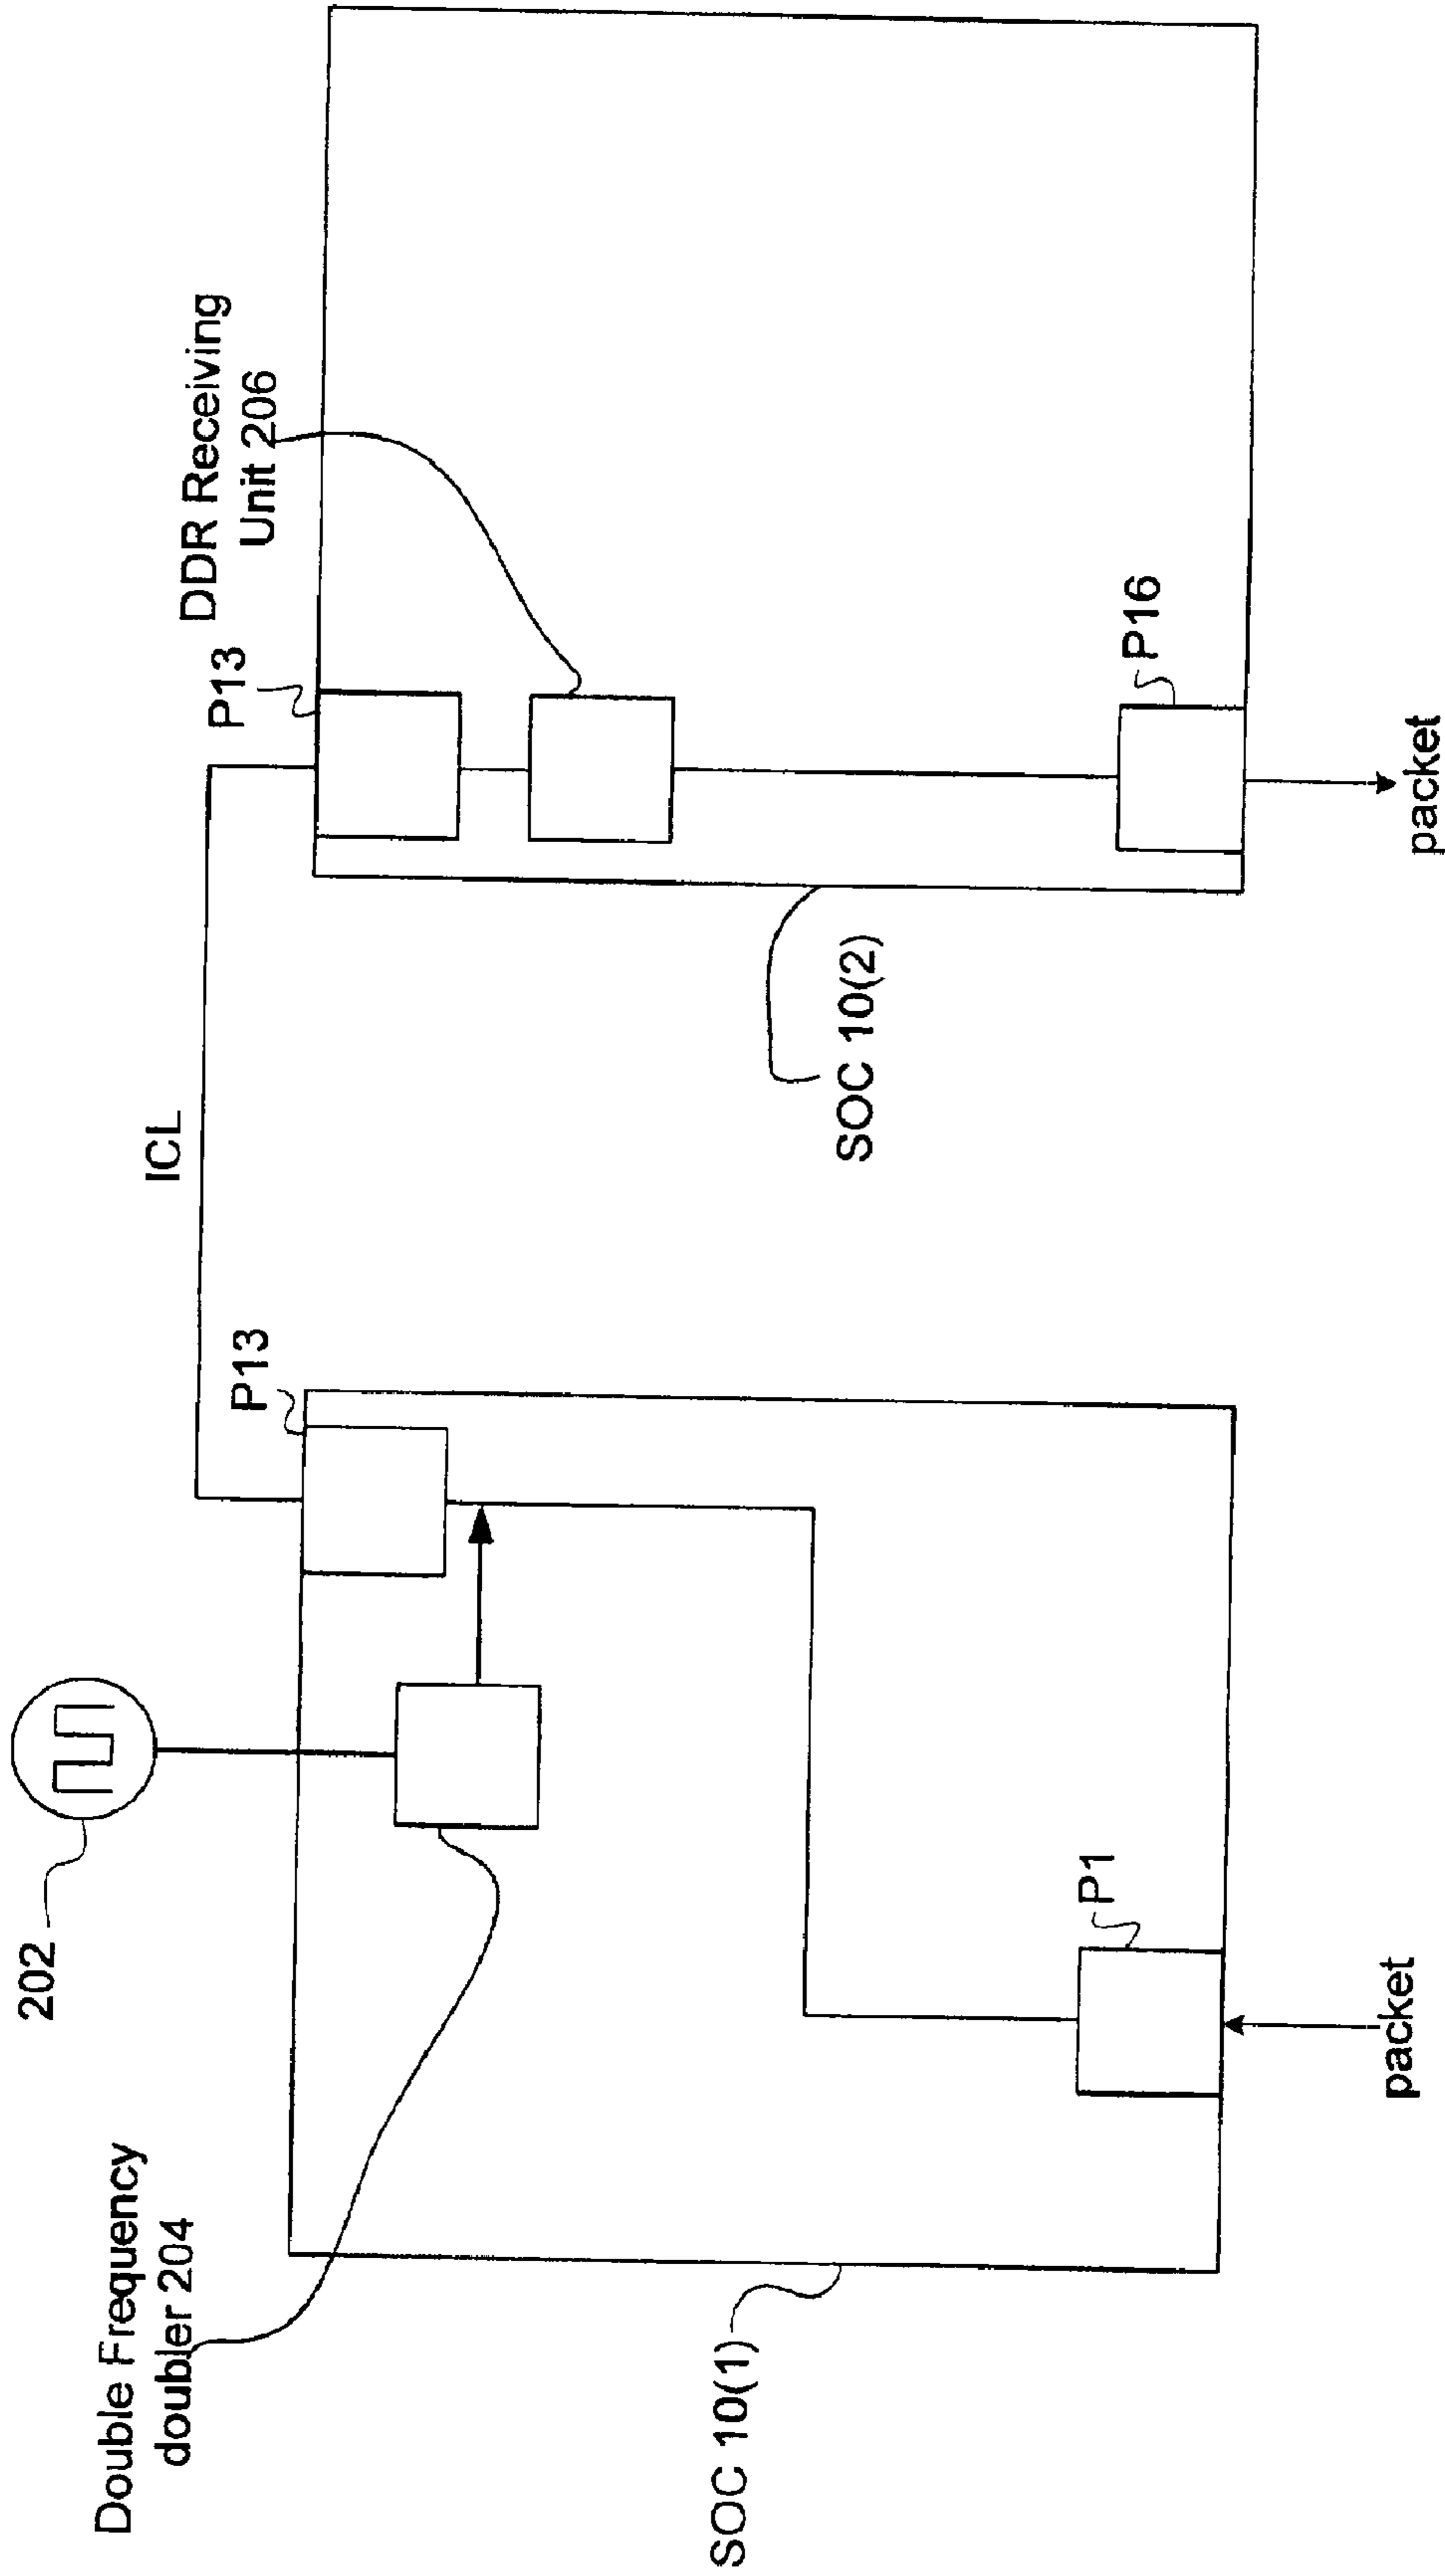 202
Double Frequency
doubler 204
P13
ICL
P13
DDR Receiving
Unit 206
SOC 10(1)
P1
packet
SOC 10(2)
P16
packet